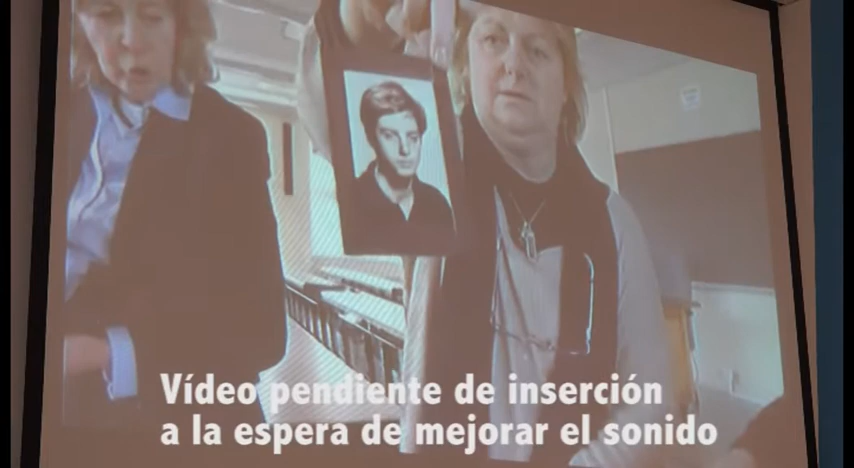 Vídeo pendiente de inserción
a la espera de mejorar el sonido